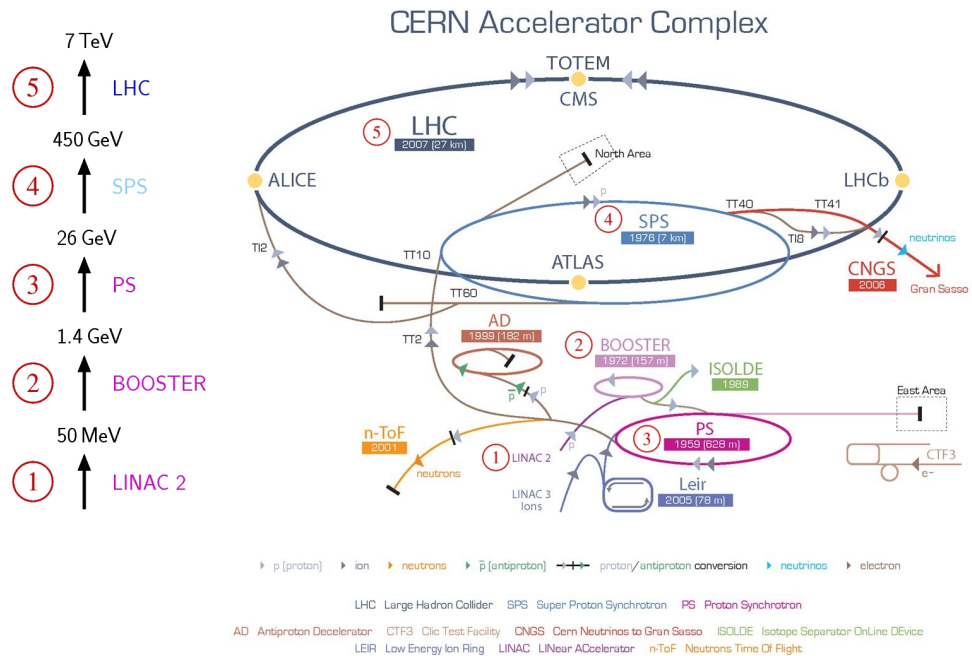 CERN Accelerator Complex
7 TeV
5 LHC
450 GeV
4 SPS
26 GeV
3 PS
1.4 GeV
2 BOOSTER
50 MeV
1 LINAC 2
TOTEM
CMS
5 LHC
2007 (27 km)
North Area
ALICE
LHCb
p
TT40
TT41
4 SPS
1976 (7 km)
TI8
neutrinos
TI2
TT10
ATLAS
CNGS
2006
Gran Sasso
TT60
AD
1999 (182 m)
TT2
2 BOOSTER
1972 (157 m)
ISOLDE
1989
p̅
p
East Area
n-ToF
2001
3 PS
1959 (628 m)
p
1 LINAC 2
neutrons
CTF3
e-
LINAC 3
Ions
Leir
2005 (78 m)
p (proton) ion neutrons p̅ (antiproton) proton/antiproton conversion neutrinos electron
LHC Large Hadron Collider SPS Super Proton Synchrotron PS Proton Synchrotron
AD Antiproton Decelerator CTF3 Clic Test Facility CNGS Cern Neutrinos to Gran Sasso ISOLDE Isotope Separator OnLine DEvice
LEIR Low Energy Ion Ring LINAC LINear ACcelerator n-ToF Neutrons Time Of Flight